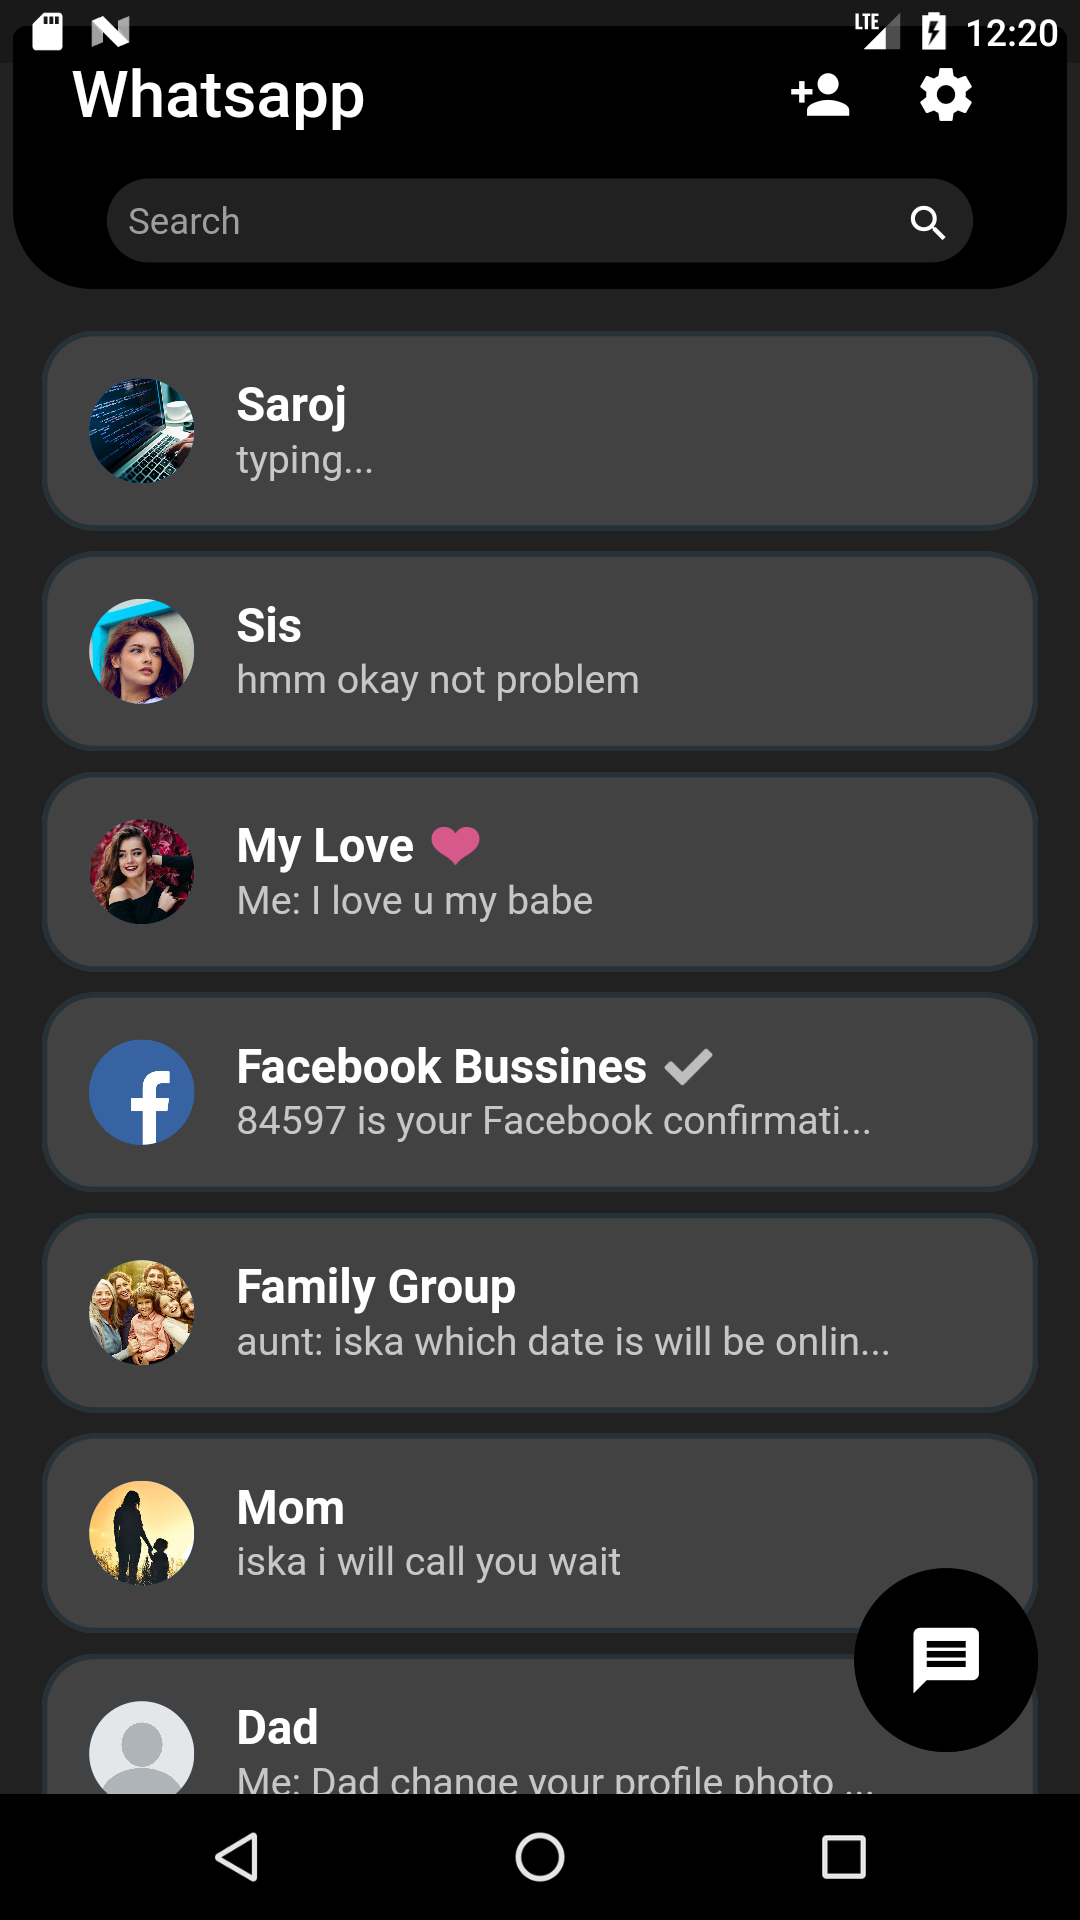 LTE 12:20
Whatsapp
Search
Saroj
typing...
Sis
hmm okay not problem
My Love
Me: I love u my babe
Facebook Bussines
84597 is your Facebook confirmati...
Family Group
aunt: iska which date is will be onlin...
Mom
iska i will call you wait
Dad
Me: Dad change your profile photo ...